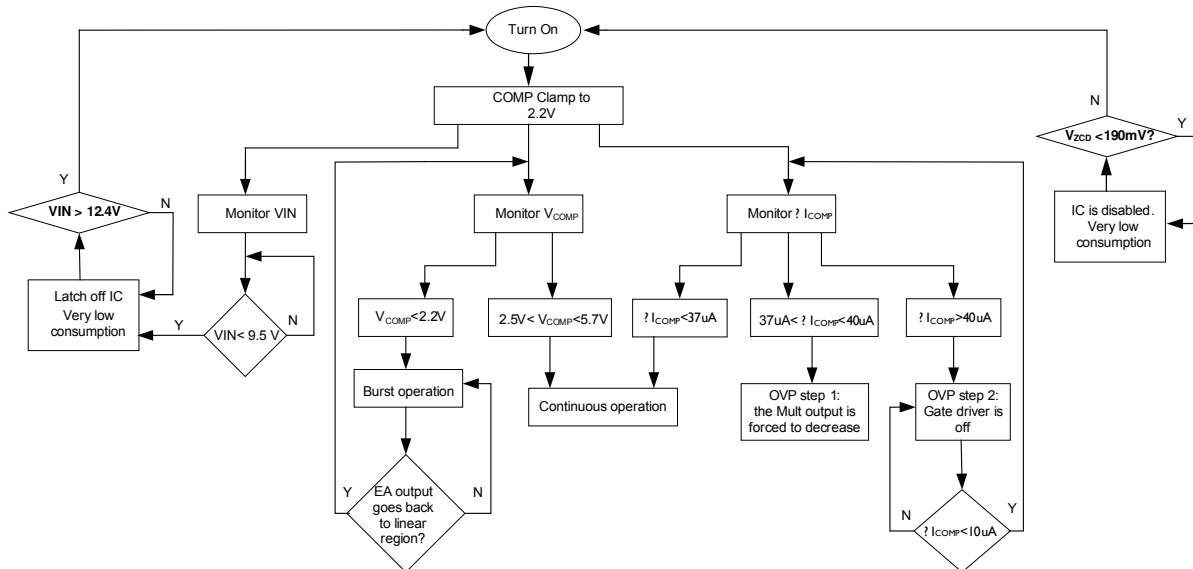 Turn On
COMP Clamp to
2.2V
N
Y
VZCD <190mV?
IC is disabled.
Very low
consumption
Y
VIN > 12.4V
N
Latch off IC
Very low
consumption
Monitor VIN
Y
VIN< 9.5 V
N
Monitor VCOMP
VCOMP<2.2V
2.5V< VCOMP<5.7V
Burst operation
Continuous operation
Y
EA output
goes back
to linear
region?
N
Monitor ? ICOMP
? ICOMP<37uA
37uA< ? ICOMP<40uA
? ICOMP>40uA
OVP step 1:
the Mult output is
forced to decrease
OVP step 2:
Gate driver is
off
N
? ICOMP<10uA
Y